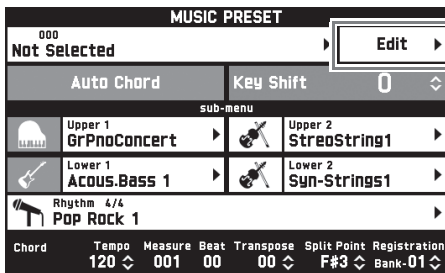 MUSIC PRESET
000
Not Selected
Edit
Auto Chord
Key Shift 0
sub-menu
Upper 1
GrPnoConcert
Upper 2
StreoString1
Lower 1
Acous.Bass 1
Lower 2
Syn-Strings1
Rhythm 4/4
Pop Rock 1
Chord Tempo Measure Beat Transpose Split Point Registration
120 001 00 00 F#3 Bank-01